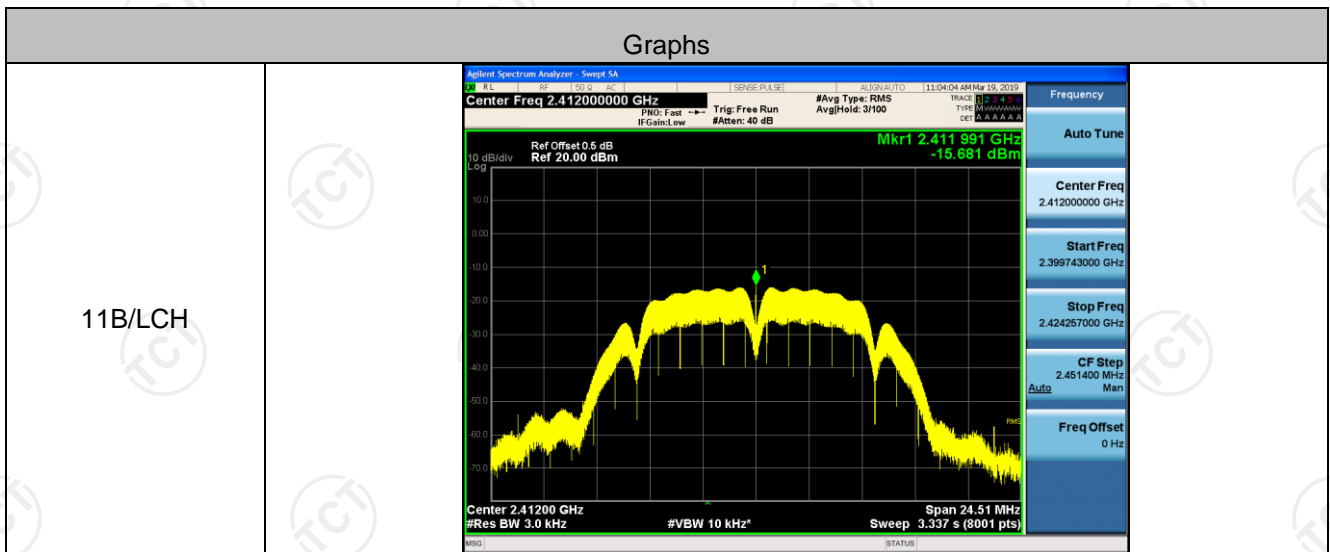 Graphs
11B/LCH
Agilent Spectrum Analyzer - Swept SA
RL RF 50 Ω AC SENSE:PULSE ALIGN AUTO 11:04:04 AM Mar 19, 2019
Center Freq 2.412000000 GHz
PNO: Fast
IFGain:Low
Trig: Free Run
#Atten: 40 dB
#Avg Type: RMS
Avg|Hold: 3/100
TRACE 1 2 3 4 5 6
TYPE M
DET A A A A A A
Mkr1 2.411 991 GHz
-15.681 dBm
Ref Offset 0.5 dB
10 dB/div Ref 20.00 dBm
Log
10.0
0.00
-10.0
-20.0
-30.0
-40.0
-50.0
-60.0
-70.0
1
RMS
Center 2.41200 GHz Span 24.51 MHz
#Res BW 3.0 kHz #VBW 10 kHz* Sweep 3.337 s (8001 pts)
MSG STATUS
Frequency
Auto Tune
Center Freq
2.412000000 GHz
Start Freq
2.399743000 GHz
Stop Freq
2.424257000 GHz
CF Step
2.451400 MHz
Auto Man
Freq Offset
0 Hz
TCT
TCT
TCT
TCT
TCT
TCT
TCT